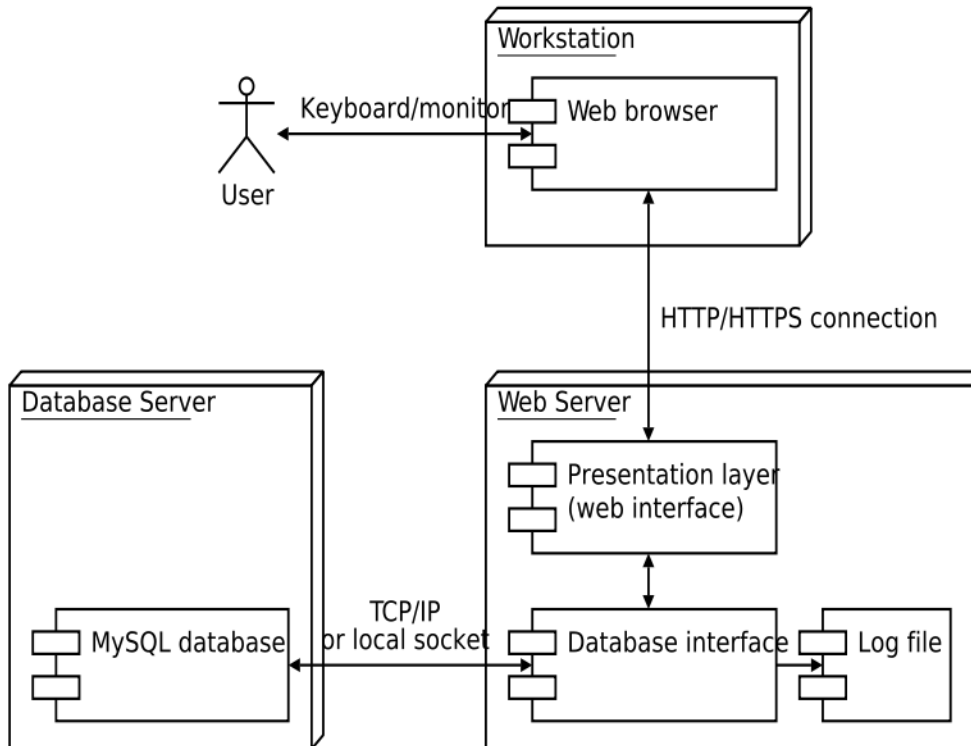 Workstation
Keyboard/monitor
Web browser
User
HTTP/HTTPS connection
Database Server
Web Server
Presentation layer
(web interface)
TCP/IP
or local socket
MySQL database
Database interface
Log file